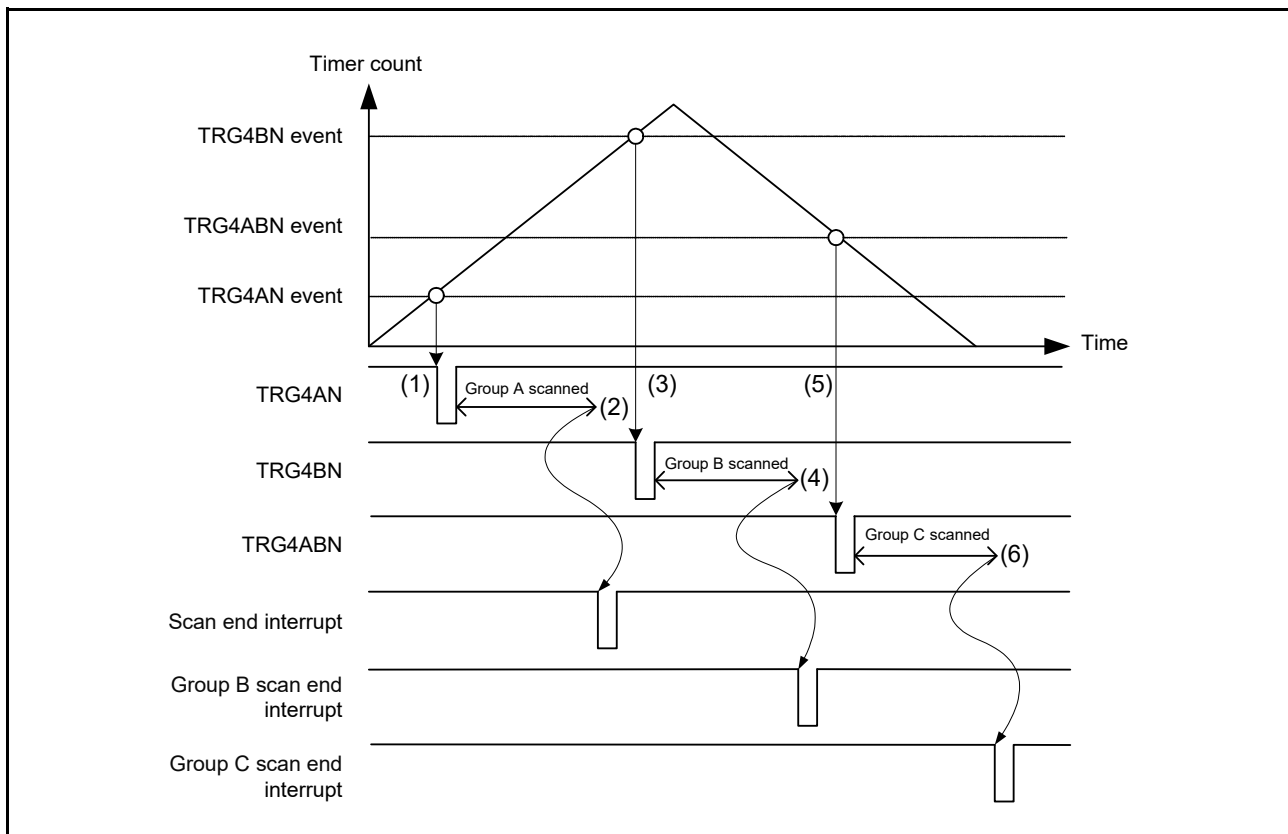 Timer count
TRG4BN event
TRG4ABN event
TRG4AN event
Time
(1)
(3)
(5)
TRG4AN
Group A scanned
(2)
TRG4BN
Group B scanned
(4)
TRG4ABN
Group C scanned
(6)
Scan end interrupt
Group B scan end
interrupt
Group C scan end
interrupt